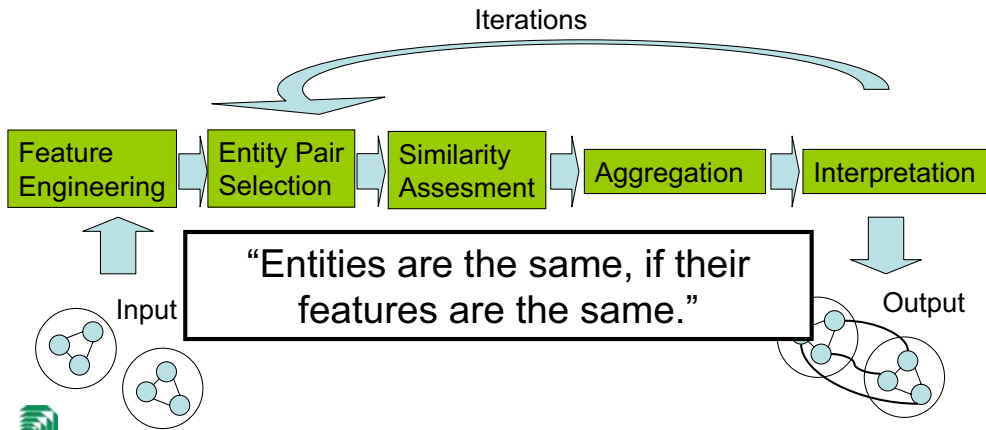 Iterations
Feature
Engineering
Entity Pair
Selection
Similarity
Assesment
Aggregation
Interpretation
“Entities are the same, if their
features are the same.”
Input
Output